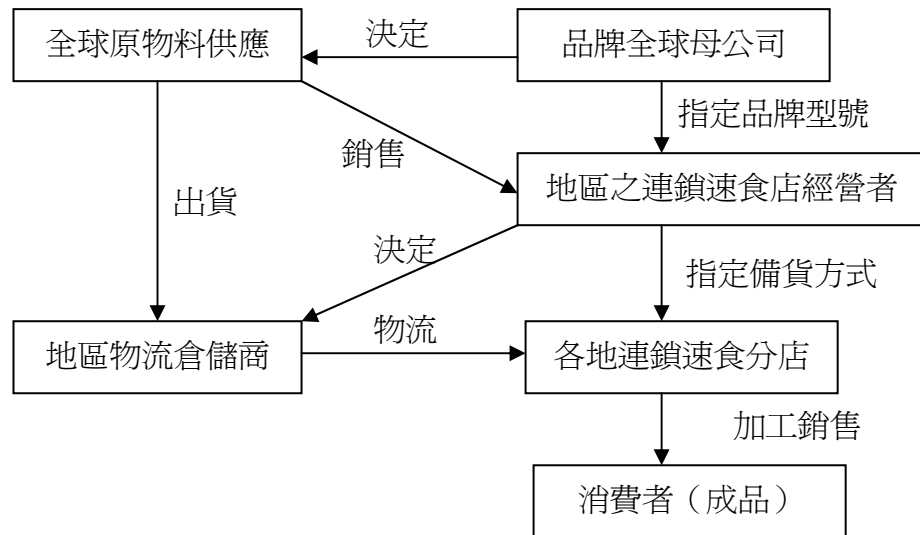 全球原物料供應
決定
品牌全球母公司
指定品牌型號
銷售
地區之連鎖速食店經營者
出貨
決定
指定備貨方式
地區物流倉儲商
物流
各地連鎖速食分店
加工銷售
消費者（成品）